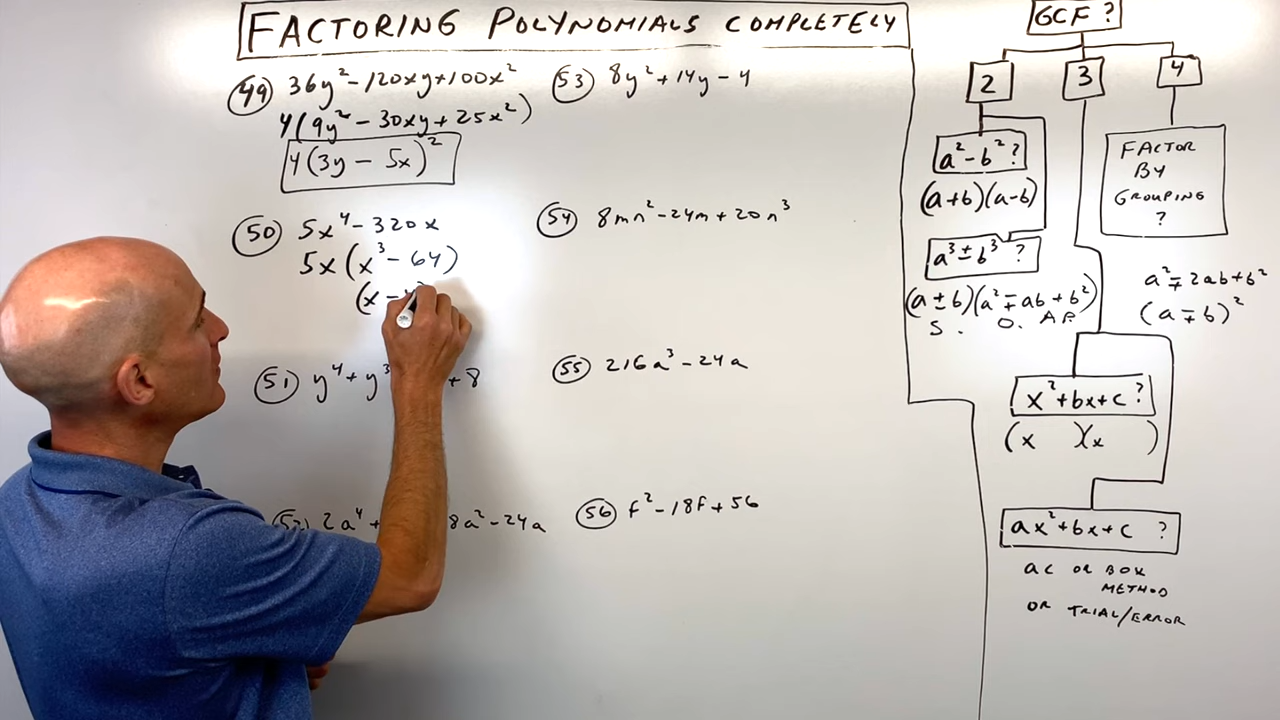 FACTORING POLYNOMIALS COMPLETELY
49 36y² - 120xy + 100x²
4(9y² - 30xy + 25x²)
4(3y - 5x)²
50 5x⁴ - 320x
5x(x³ - 64)
(x - 4
51 y⁴ + y³ + 8
52 2a⁴ + 8a² - 24a
53 8y² + 14y - 4
54 8mn² - 24m + 20n³
55 216a³ - 24a
56 f² - 18f + 56
GCF ?
2 3 4
a² - b² ?
(a+b)(a-b)
a³ ± b³ ?
(a ± b)(a² ∓ ab + b²)
S. O. A.P.
FACTOR
BY
GROUPING
?
a² ∓ 2ab + b²
(a ∓ b)²
x² + bx + c ?
(x )(x )
ax² + bx + c ?
ac OR BOX
METHOD
OR TRIAL/ERROR